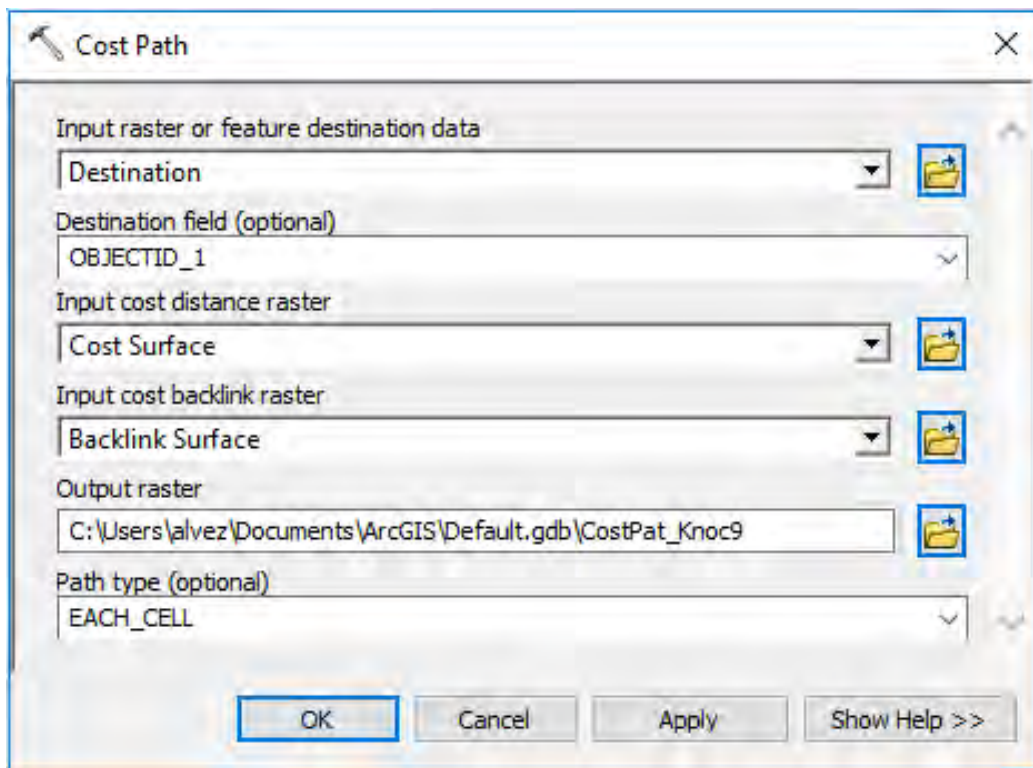 Cost Path
Input raster or feature destination data
Destination
Destination field (optional)
OBJECTID_1
Input cost distance raster
Cost Surface
Input cost backlink raster
Backlink Surface
Output raster
C:\Users\alvez\Documents\ArcGIS\Default.gdb\CostPat_Knoc9
Path type (optional)
EACH_CELL
OK Cancel Apply Show Help >>